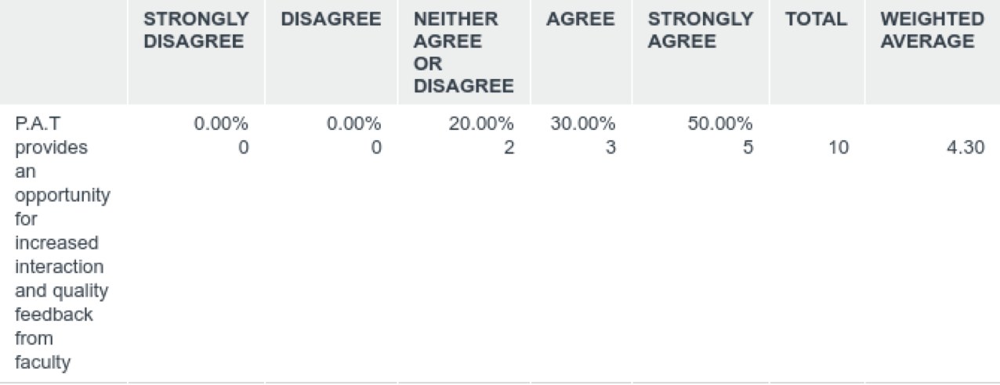 STRONGLY DISAGREE NEITHER AGREE STRONGLY TOTAL WEIGHTED
DISAGREE AGREE AGREE AVERAGE
OR
DISAGREE
P.A.T 0.00% 0.00% 20.00% 30.00% 50.00%
provides 0 0 2 3 5 10 4.30
an
opportunity
for
increased
interaction
and quality
feedback
from
faculty